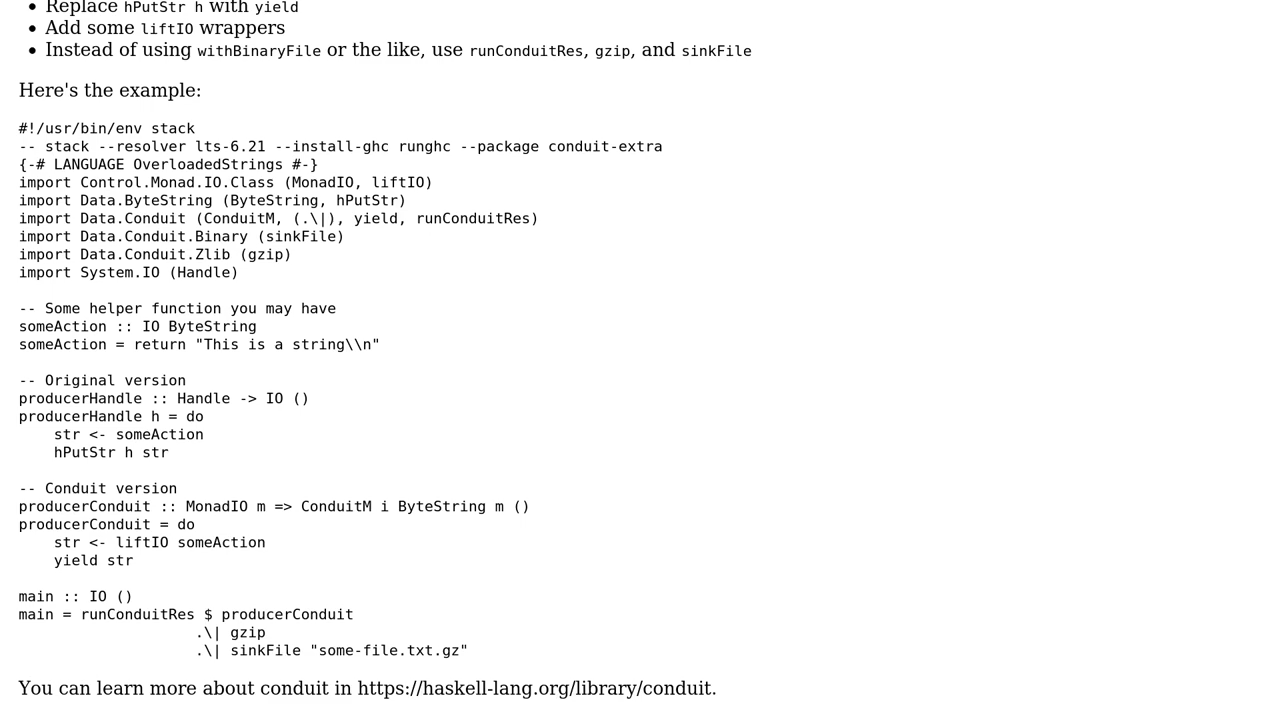 Replace hPutStr h with yield
Add some liftIO wrappers
Instead of using withBinaryFile or the like, use runConduitRes, gzip, and sinkFile
Here's the example:
#!/usr/bin/env stack
-- stack --resolver lts-6.21 --install-ghc runghc --package conduit-extra
{-# LANGUAGE OverloadedStrings #-}
import Control.Monad.IO.Class (MonadIO, liftIO)
import Data.ByteString (ByteString, hPutStr)
import Data.Conduit (ConduitM, (.\|), yield, runConduitRes)
import Data.Conduit.Binary (sinkFile)
import Data.Conduit.Zlib (gzip)
import System.IO (Handle)

-- Some helper function you may have
someAction :: IO ByteString
someAction = return "This is a string\\n"

-- Original version
producerHandle :: Handle -> IO ()
producerHandle h = do
    str <- someAction
    hPutStr h str

-- Conduit version
producerConduit :: MonadIO m => ConduitM i ByteString m ()
producerConduit = do
    str <- liftIO someAction
    yield str

main :: IO ()
main = runConduitRes $ producerConduit
                    .\| gzip
                    .\| sinkFile "some-file.txt.gz"
You can learn more about conduit in https://haskell-lang.org/library/conduit.